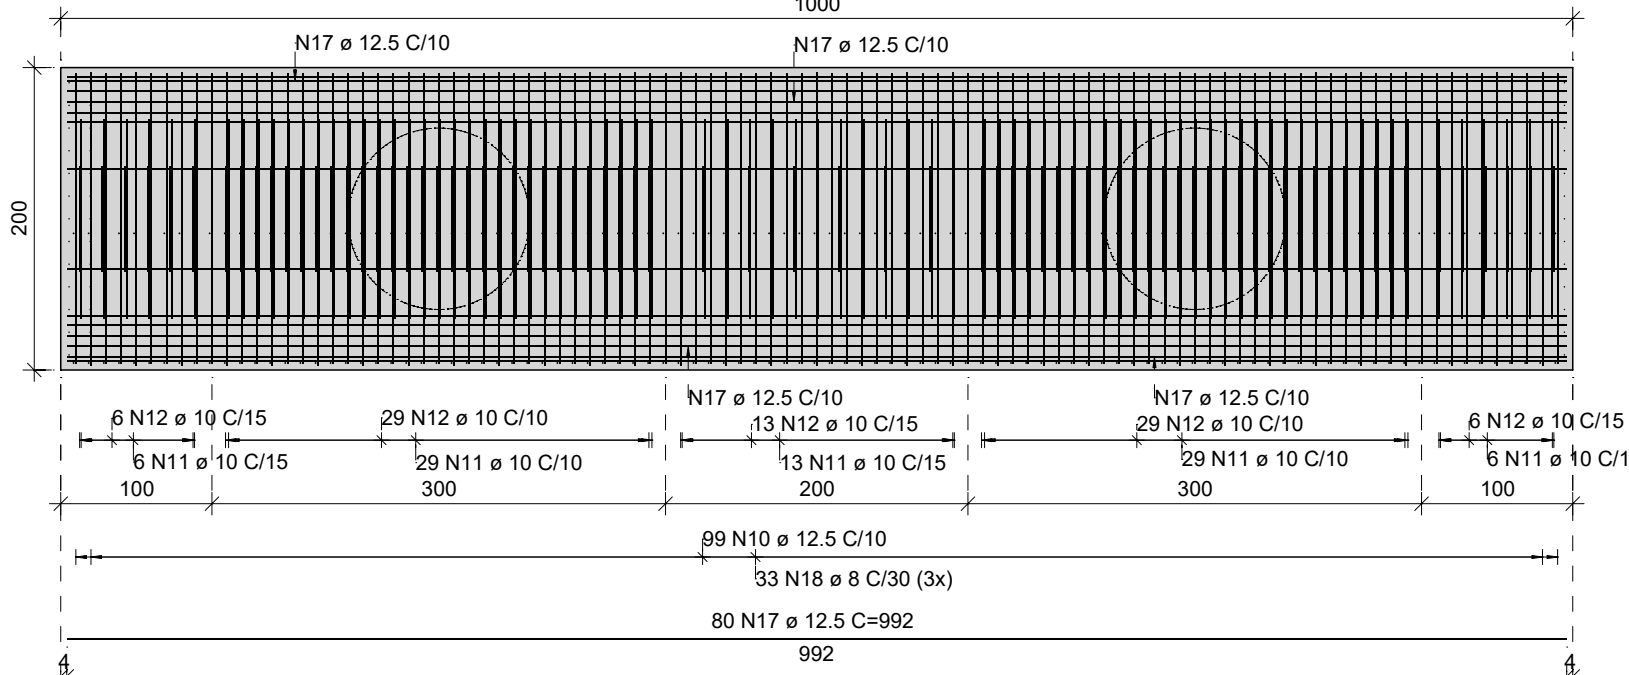 1000
N17 ø 12.5 C/10
N17 ø 12.5 C/10
200
N17 ø 12.5 C/10
N17 ø 12.5 C/10
6 N12 ø 10 C/15
29 N12 ø 10 C/10
13 N12 ø 10 C/15
29 N12 ø 10 C/10
6 N12 ø 10 C/15
6 N11 ø 10 C/15
29 N11 ø 10 C/10
13 N11 ø 10 C/15
29 N11 ø 10 C/10
6 N11 ø 10 C/1
100
300
200
300
100
99 N10 ø 12.5 C/10
33 N18 ø 8 C/30 (3x)
80 N17 ø 12.5 C=992
4
992
4